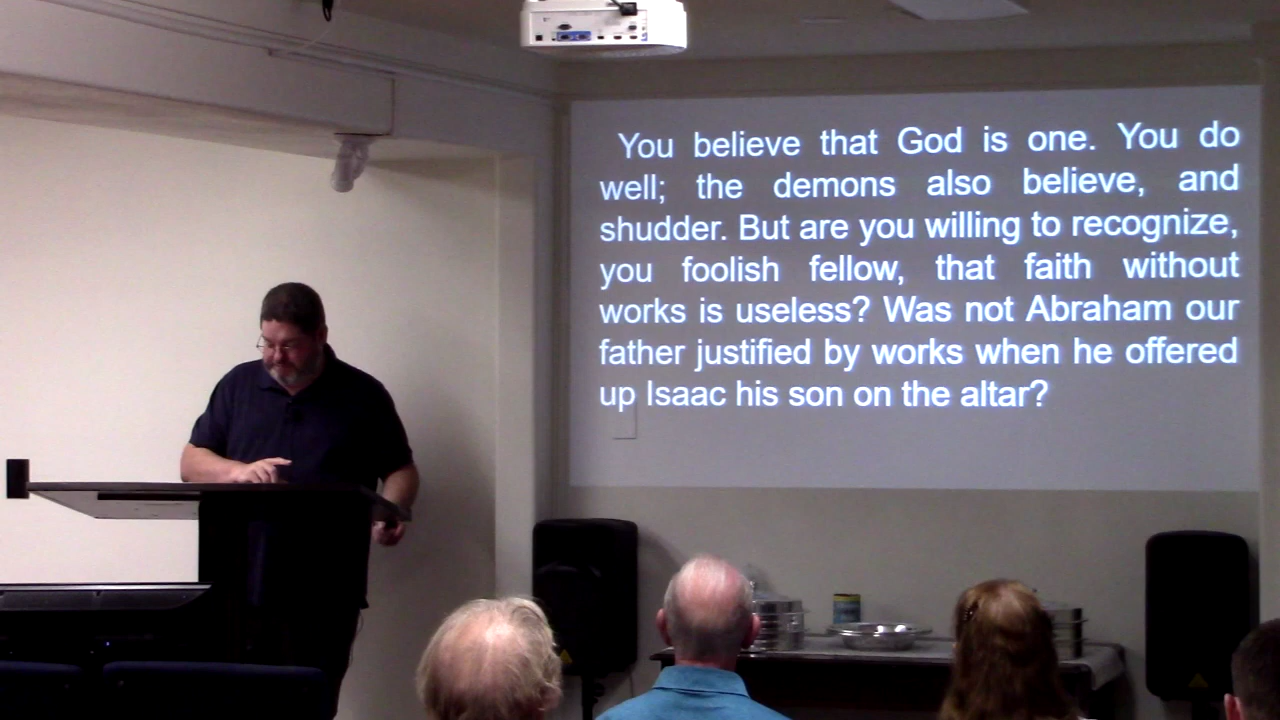 You believe that God is one. You do
well; the demons also believe, and
shudder. But are you willing to recognize,
you foolish fellow, that faith without
works is useless? Was not Abraham our
father justified by works when he offered
up Isaac his son on the altar?